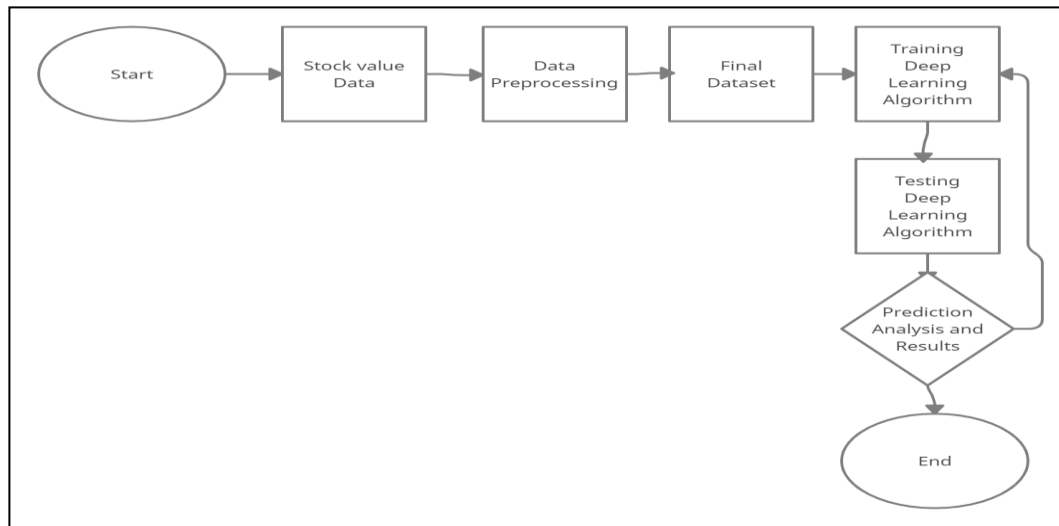 Start
Stock value
Data
Data
Preprocessing
Final
Dataset
Training
Deep
Learning
Algorithm
Testing
Deep
Learning
Algorithm
Prediction
Analysis and
Results
End